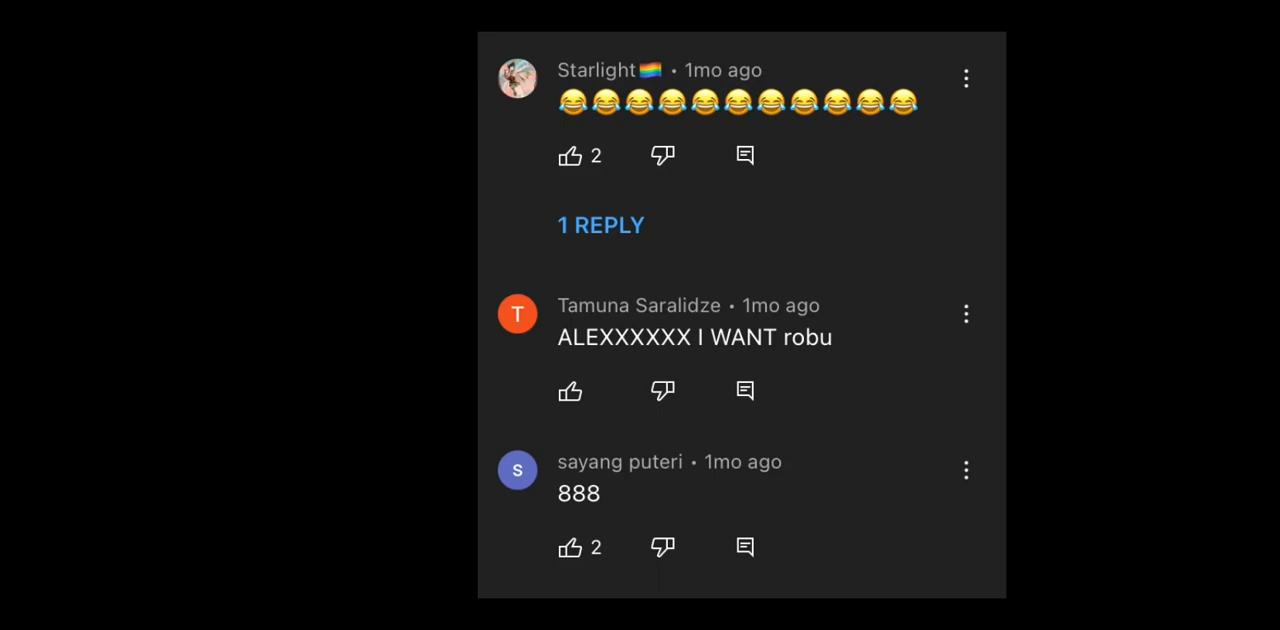 Starlight🏳️‍🌈 • 1mo ago
😂😂😂😂😂😂😂😂😂😂😂
2
1 REPLY
T
Tamuna Saralidze • 1mo ago
ALEXXXXXX I WANT robu
S
sayang puteri • 1mo ago
888
2